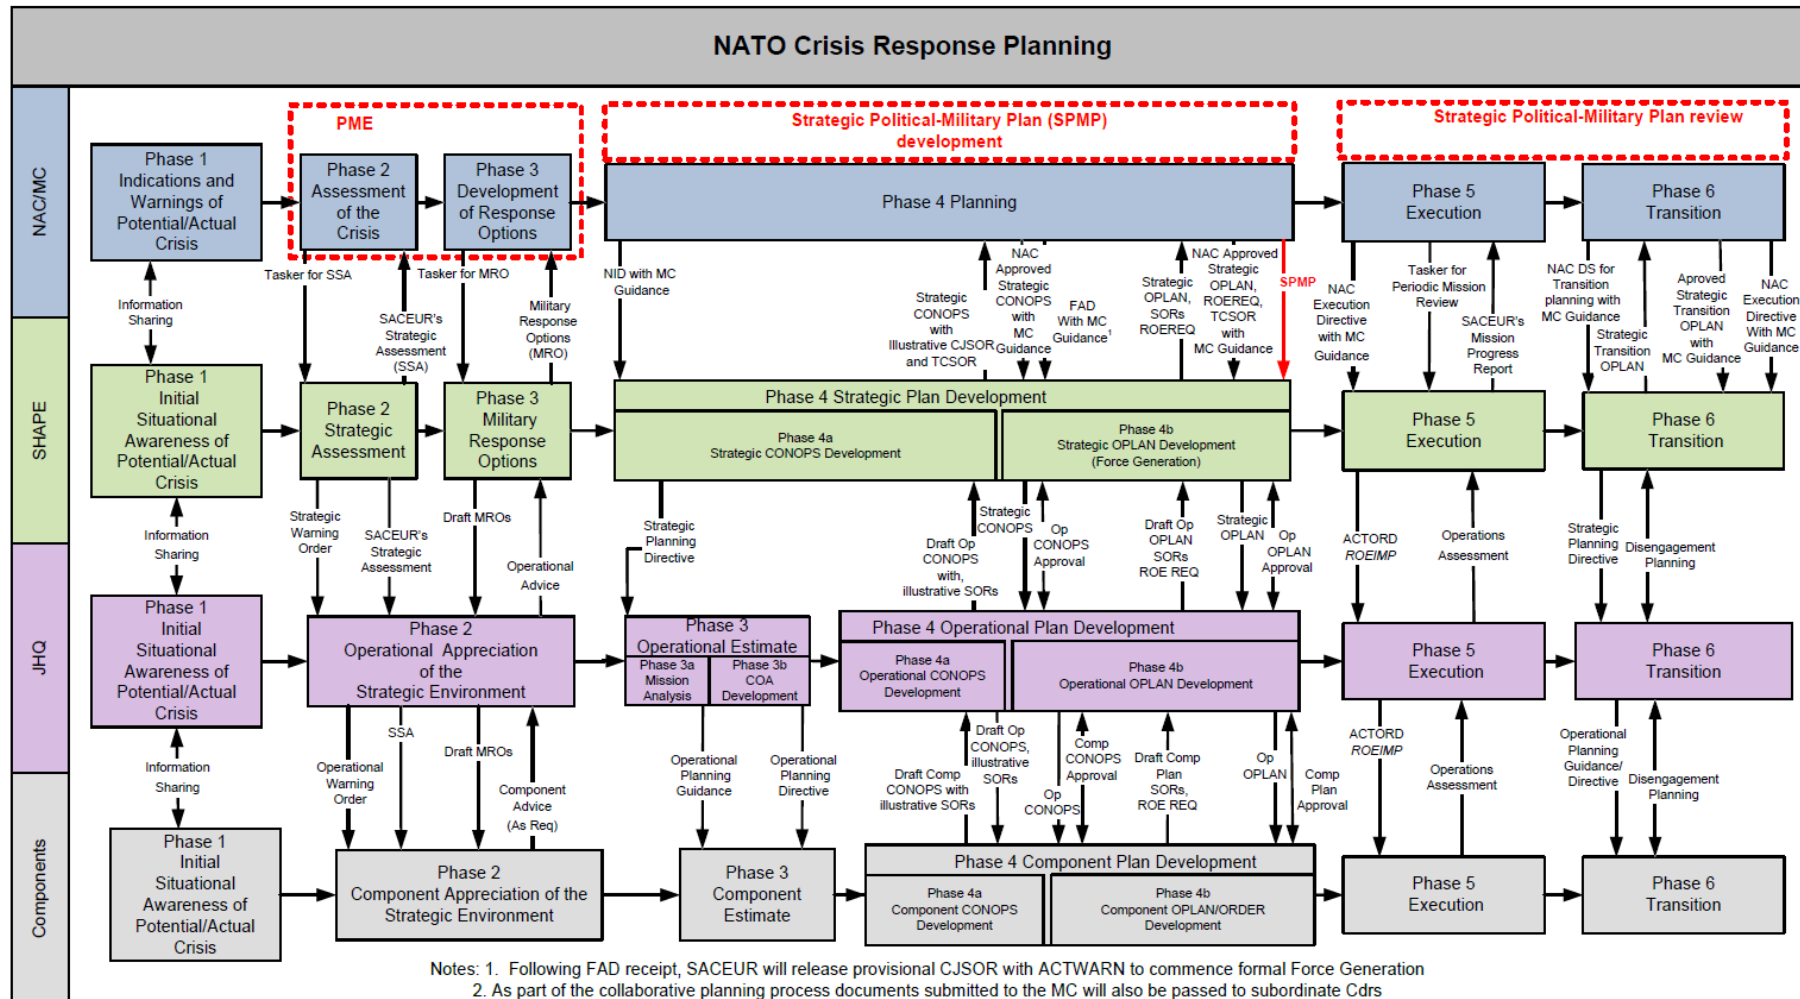 NATO Crisis Response Planning
NAC/MC
PME
Strategic Political-Military Plan (SPMP)
development
Strategic Political-Military Plan review
Phase 1
Indications and
Warnings of
Potential/Actual
Crisis
Phase 2
Assessment
of the
Crisis
Phase 3
Development
of Response
Options
Phase 4 Planning
Phase 5
Execution
Phase 6
Transition
Information
Sharing
Tasker for SSA
SACEUR's
Strategic
Assessment
(SSA)
Tasker for MRO
Military
Response
Options
(MRO)
NID with MC
Guidance
Strategic
CONOPS
with
Illustrative CJSOR
and TCSOR
NAC
Approved
Strategic
CONOPS
with
MC
Guidance
FAD
With MC
Guidance1
Strategic
OPLAN,
SORs
ROEREQ
NAC Approved
Strategic
OPLAN,
ROEREQ,
TCSOR
with
MC Guidance
SPMP
NAC
Execution
Directive
with MC
Guidance
Tasker for
Periodic Mission
Review
SACEUR's
Mission
Progress
Report
NAC DS for
Transition
planning with
MC Guidance
Strategic
Transition
OPLAN
Aproved
Strategic
Transition
OPLAN
with
MC Guidance
NAC
Execution
Directive
With MC
Guidance
SHAPE
Phase 1
Initial
Situational
Awareness of
Potential/Actual
Crisis
Phase 2
Strategic
Assessment
Phase 3
Military
Response
Options
Phase 4 Strategic Plan Development
Phase 4a
Strategic CONOPS Development
Phase 4b
Strategic OPLAN Development
(Force Generation)
Phase 5
Execution
Phase 6
Transition
Information
Sharing
Strategic
Warning
Order
SACEUR's
Strategic
Assessment
Draft MROs
Operational
Advice
Strategic
Planning
Directive
Draft Op
CONOPS
with,
illustrative SORs
Strategic
CONOPS
Op
CONOPS
Approval
Draft Op
OPLAN
SORs
ROE REQ
Strategic
OPLAN
Op
OPLAN
Approval
ACTORD
ROEIMP
Operations
Assessment
Strategic
Planning
Directive
Disengagement
Planning
JHQ
Phase 1
Initial
Situational
Awareness of
Potential/Actual
Crisis
Phase 2
Operational Appreciation
of the
Strategic Environment
Phase 3
Operational Estimate
Phase 3a
Mission
Analysis
Phase 3b
COA
Development
Phase 4 Operational Plan Development
Phase 4a
Operational CONOPS
Development
Phase 4b
Operational OPLAN Development
Phase 5
Execution
Phase 6
Transition
Information
Sharing
Operational
Warning
Order
SSA
Draft MROs
Component
Advice
(As Req)
Operational
Planning
Guidance
Operational
Planning
Directive
Draft Comp
CONOPS with
illustrative SORs
Draft Op
CONOPS,
illustrative
SORs
Op
CONOPS
Comp
CONOPS
Approval
Draft Comp
Plan
SORs,
ROE REQ
Op
OPLAN
Comp
Plan
Approval
ACTORD
ROEIMP
Operations
Assessment
Operational
Planning
Guidance/
Directive
Disengagement
Planning
Components
Phase 1
Initial
Situational
Awareness of
Potential/Actual
Crisis
Phase 2
Component Appreciation of the
Strategic Environment
Phase 3
Component
Estimate
Phase 4 Component Plan Development
Phase 4a
Component CONOPS
Development
Phase 4b
Component OPLAN/ORDER
Development
Phase 5
Execution
Phase 6
Transition
Notes: 1. Following FAD receipt, SACEUR will release provisional CJSOR with ACTWARN to commence formal Force Generation
2. As part of the collaborative planning process documents submitted to the MC will also be passed to subordinate Cdrs